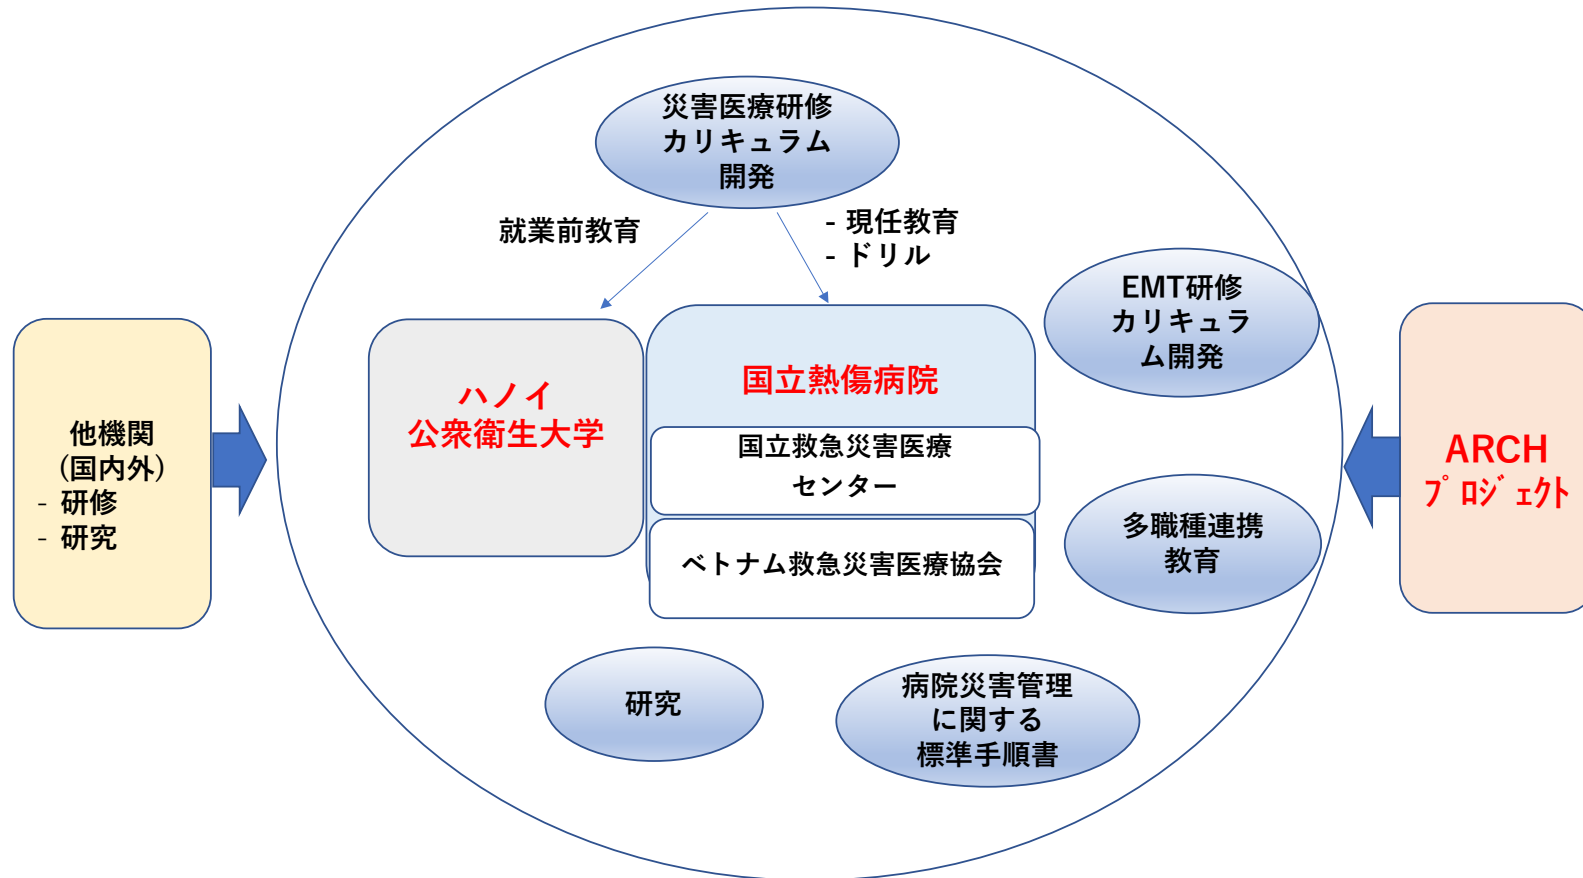 災害医療研修
カリキュラム
開発
就業前教育
- 現任教育
- ドリル
EMT研修
カリキュラ
ム開発
他機関
(国内外)
- 研修
- 研究
ハノイ
公衆衛生大学
国立熱傷病院
国立救急災害医療
センター
ベトナム救急災害医療協会
ARCH
ﾌﾟﾛｼﾞｪｸﾄ
多職種連携
教育
研究
病院災害管理
に関する
標準手順書